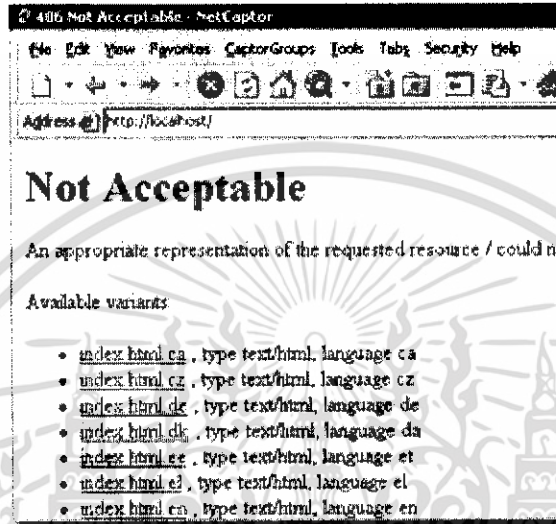 406 Not Acceptable - NetCaptor
File Edit View Favorites CaptorGroups Tools Tabs Security Help
Address http://localhost/
Not Acceptable
An appropriate representation of the requested resource / could n
Available variants
index.html.ca , type text/html, language ca
index.html.cz , type text/html, language cz
index.html.de , type text/html, language de
index.html.dk , type text/html, language da
index.html.ee , type text/html, language et
index.html.el , type text/html, language el
index.html.en , type text/html, language en